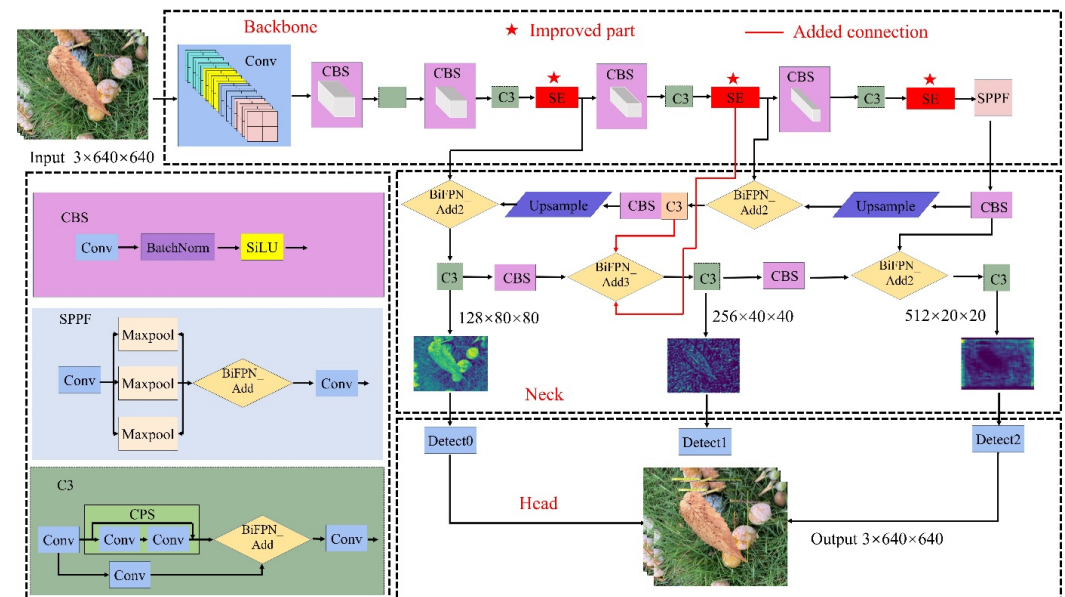 Backbone
★ Improved part
Added connection
Conv
CBS
CBS
C3
SE
CBS
C3
SE
CBS
C3
SE
SPPF
Input 3×640×640
BiFPN_
Add2
Upsample
CBS
C3
BiFPN_
Add2
Upsample
CBS
C3
CBS
BiFPN_
Add3
C3
CBS
BiFPN_
Add2
C3
128×80×80
256×40×40
512×20×20
Neck
Detect0
Detect1
Detect2
Head
Output 3×640×640
CBS
Conv
BatchNorm
SiLU
SPPF
Maxpool
Conv
Maxpool
BiFPN_
Add
Conv
Maxpool
C3
CPS
Conv
Conv
Conv
BiFPN_
Add
Conv
Conv